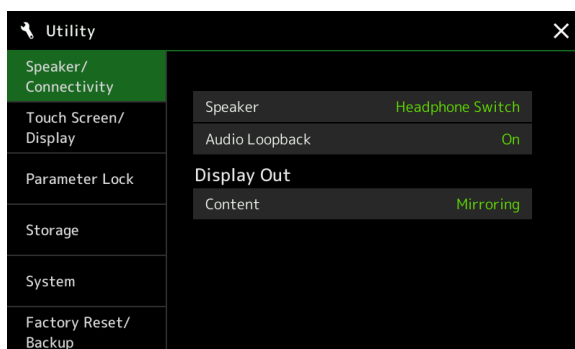 Utility
Speaker/
Connectivity
Touch Screen/
Display
Parameter Lock
Storage
System
Factory Reset/
Backup
Speaker Headphone Switch
Audio Loopback On
Display Out
Content Mirroring